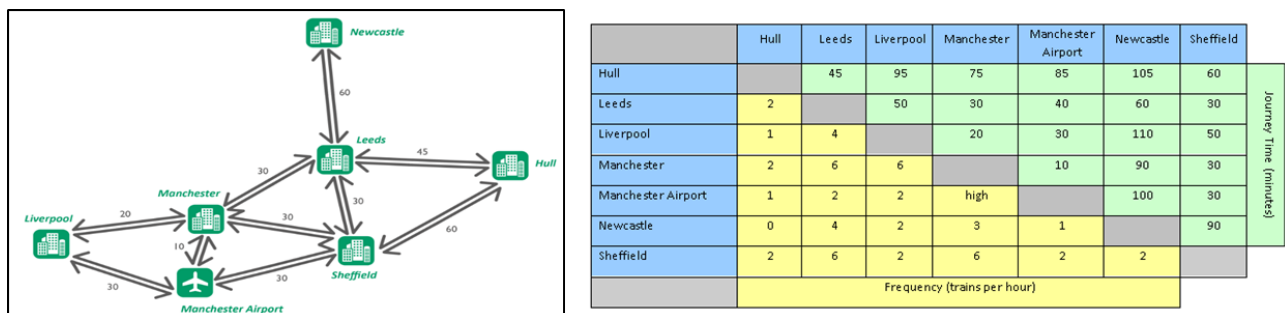 Newcastle
60
Leeds
45
Hull
30
Manchester
30
Liverpool
20
30
60
10
Sheffield
30
30
Manchester Airport
Hull Leeds Liverpool Manchester Manchester Airport Newcastle Sheffield
Hull 45 95 75 85 105 60
Leeds 2 50 30 40 60 30
Liverpool 1 4 20 30 110 50
Manchester 2 6 6 10 90 30
Manchester Airport 1 2 2 high 100 30
Newcastle 0 4 2 3 1 90
Sheffield 2 6 2 6 2 2
Frequency (trains per hour)
Journey Time (minutes)